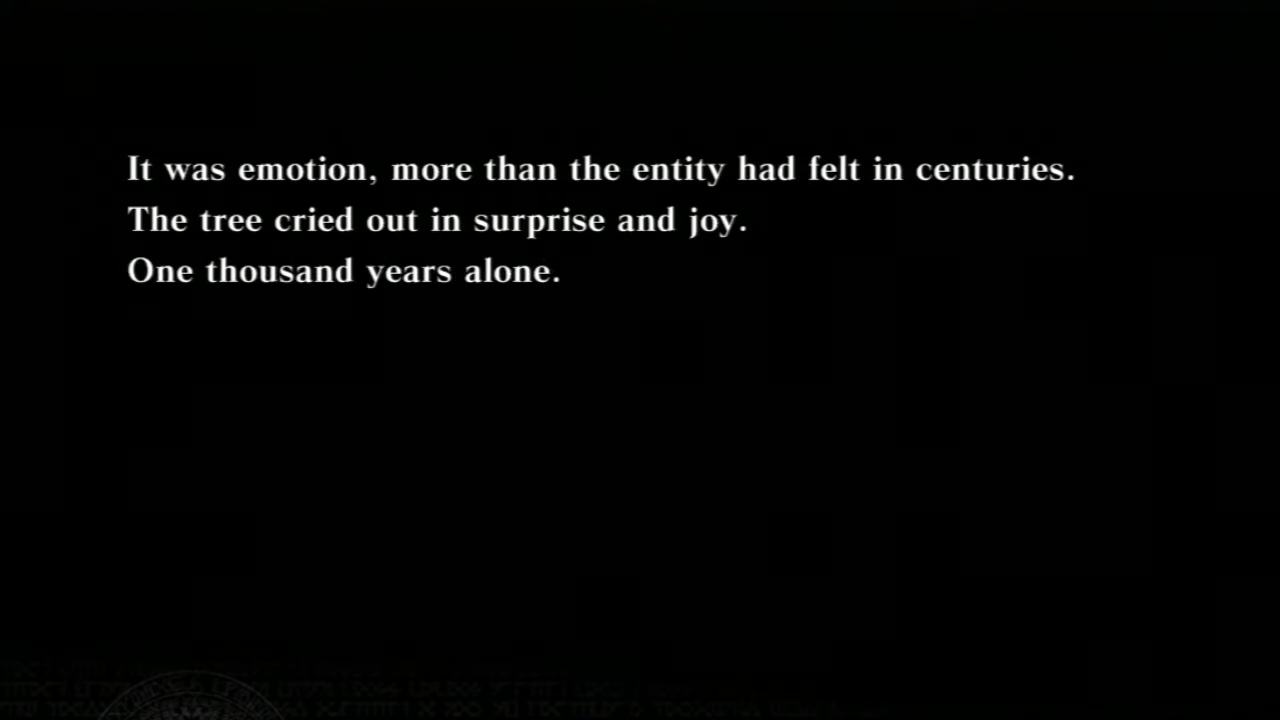 It was emotion, more than the entity had felt in centuries.
The tree cried out in surprise and joy.
One thousand years alone.